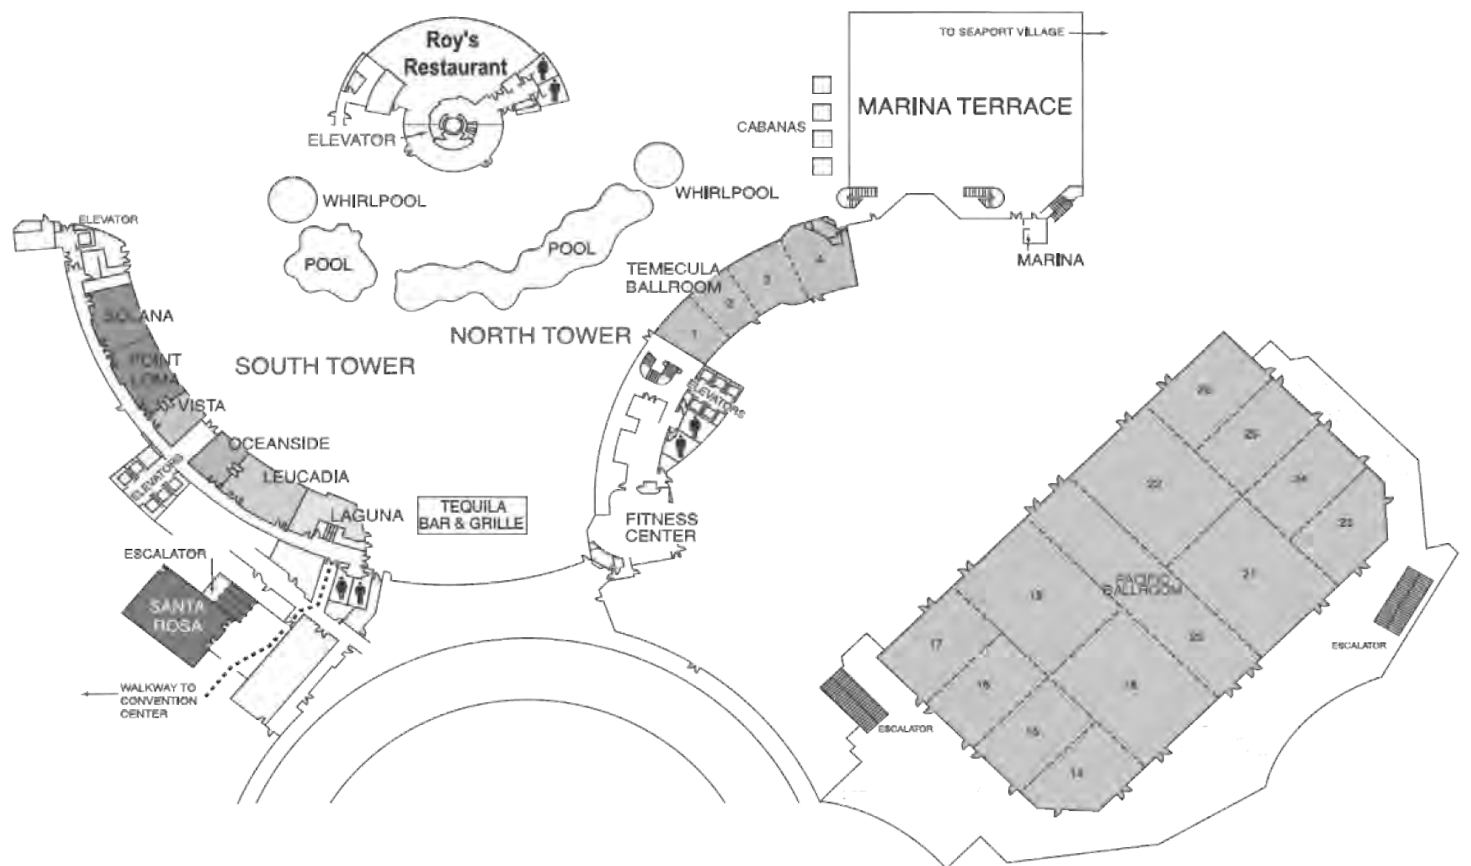 Roy's
Restaurant
ELEVATOR
TO SEAPORT VILLAGE
MARINA TERRACE
CABANAS
WHIRLPOOL
WHIRLPOOL
POOL
POOL
MARINA
ELEVATOR
TEMECULA
BALLROOM
1
2
3
4
NORTH TOWER
SOUTH TOWER
SOLANA
POINT
LOMA
VISTA
OCEANSIDE
LEUCADIA
LAGUNA
ELEVATORS
ELEVATORS
TEQUILA
BAR & GRILLE
FITNESS
CENTER
ESCALATOR
SANTA
ROSA
WALKWAY TO
CONVENTION
CENTER
PACIFIC
BALLROOM
22
24
23
21
19
17
16
15
14
18
ESCALATOR
ESCALATOR